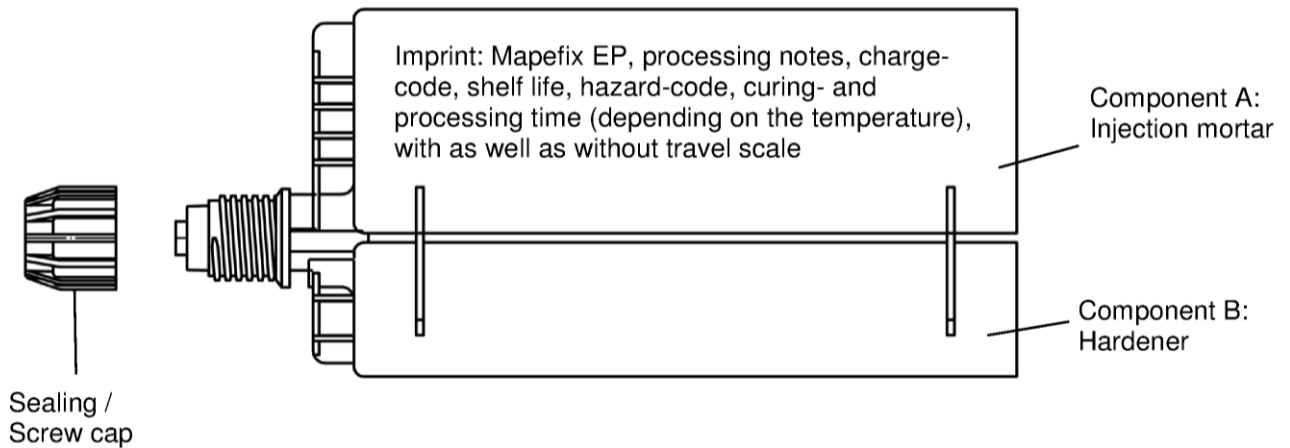 Imprint: Mapefix EP, processing notes, charge-
code, shelf life, hazard-code, curing- and
processing time (depending on the temperature),
with as well as without travel scale
Component A:
Injection mortar
Component B:
Hardener
Sealing /
Screw cap